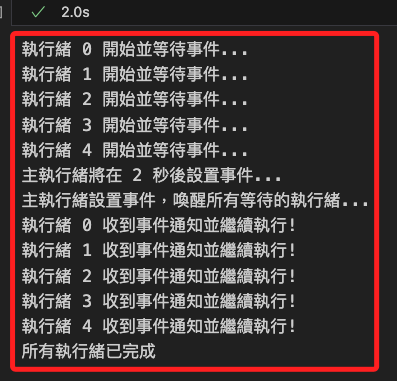 2.0s
執行緒 0 開始並等待事件...
執行緒 1 開始並等待事件...
執行緒 2 開始並等待事件...
執行緒 3 開始並等待事件...
執行緒 4 開始並等待事件...
主執行緒將在 2 秒後設置事件...
主執行緒設置事件，喚醒所有等待的執行緒...
執行緒 0 收到事件通知並繼續執行!
執行緒 1 收到事件通知並繼續執行!
執行緒 2 收到事件通知並繼續執行!
執行緒 3 收到事件通知並繼續執行!
執行緒 4 收到事件通知並繼續執行!
所有執行緒已完成